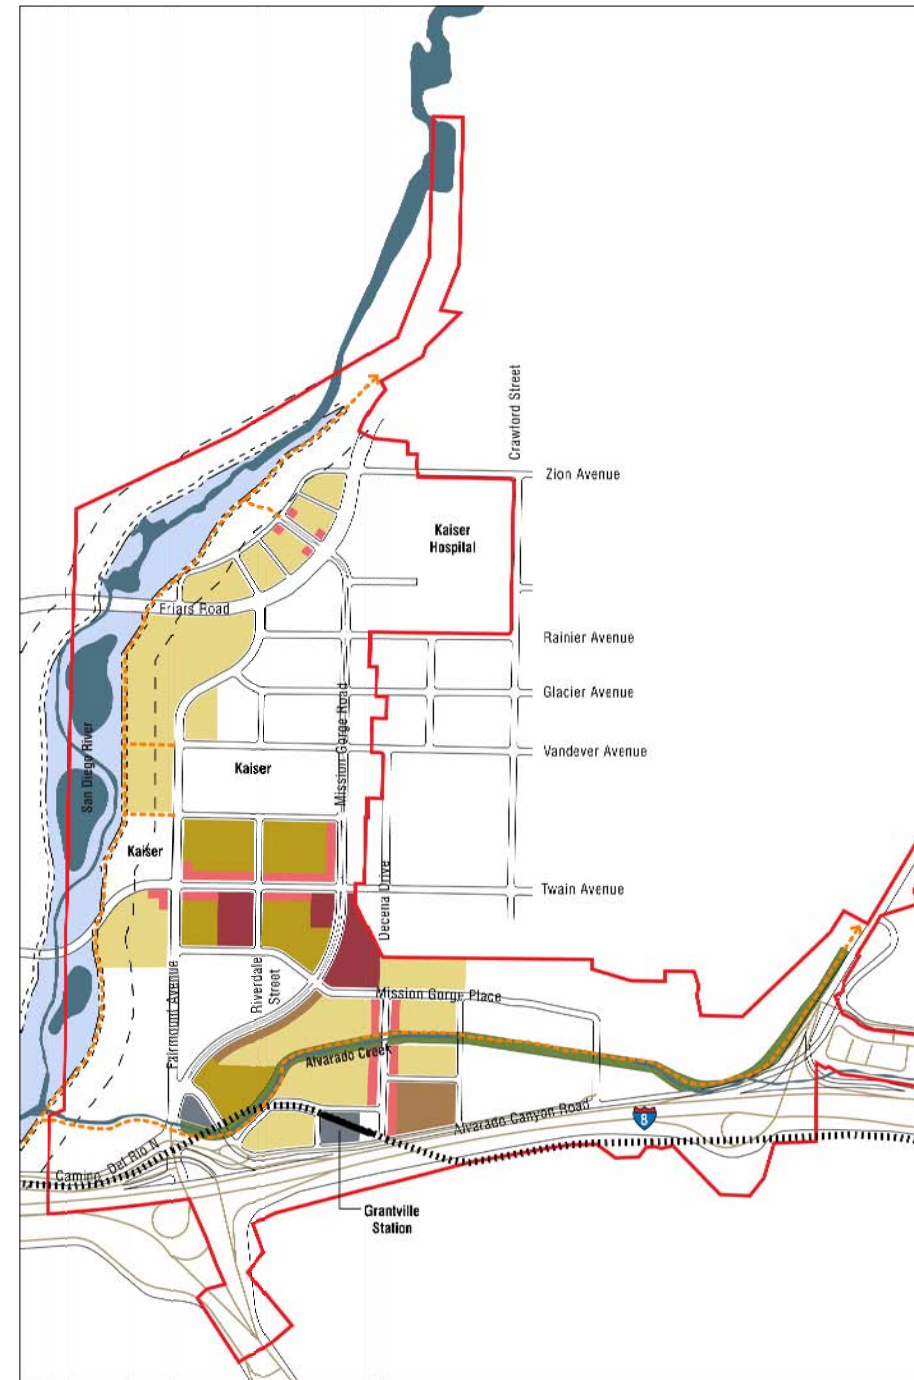 Crawford Street
Zion Avenue
Kaiser
Hospital
Friars Road
Rainier Avenue
Mission Gorge Road
Glacier Avenue
San Diego River
Vandever Avenue
Kaiser
Kaiser
Decena Drive
Twain Avenue
Fairmount Avenue
Riverdale
Street
Mission Gorge Place
Alvarado Creek
Alvarado Canyon Road
8
Camino Del Rio N
Grantville
Station